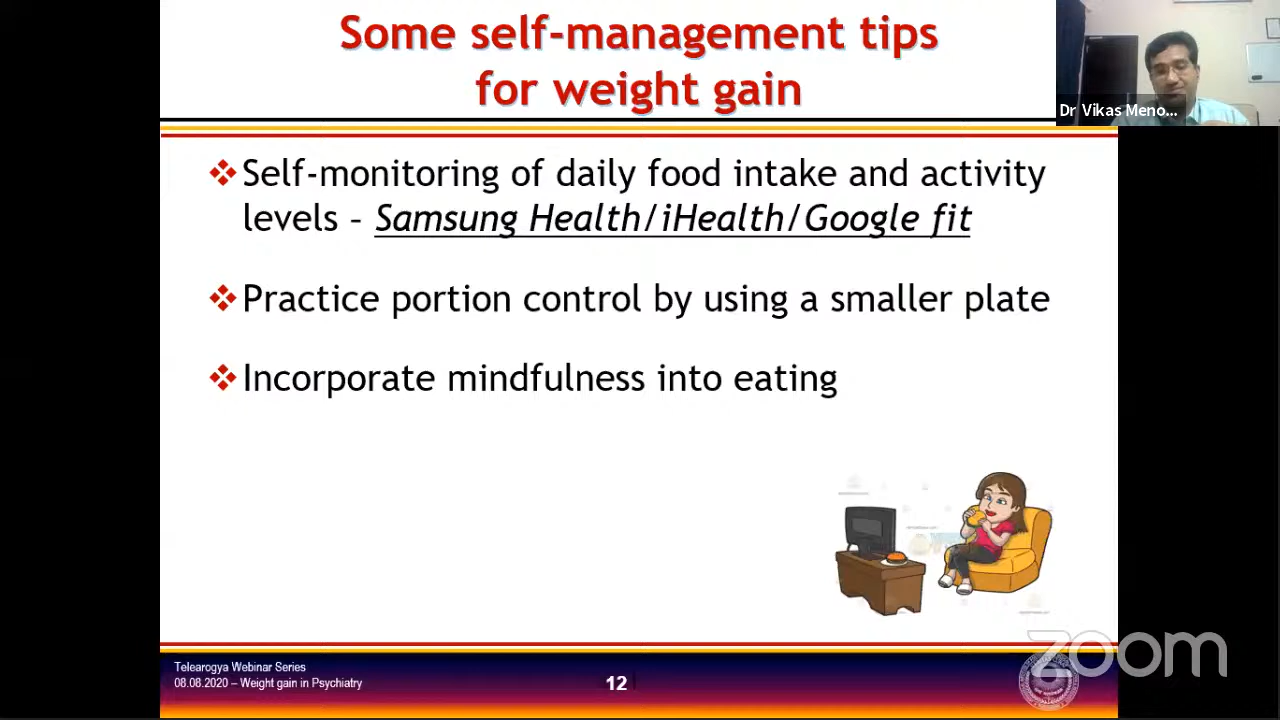 Some self-management tips
for weight gain
Dr Vikas Meno...
Self-monitoring of daily food intake and activity
levels – Samsung Health/iHealth/Google fit
Practice portion control by using a smaller plate
Incorporate mindfulness into eating
zoom
Telearogya Webinar Series
08.08.2020 – Weight gain in Psychiatry
12